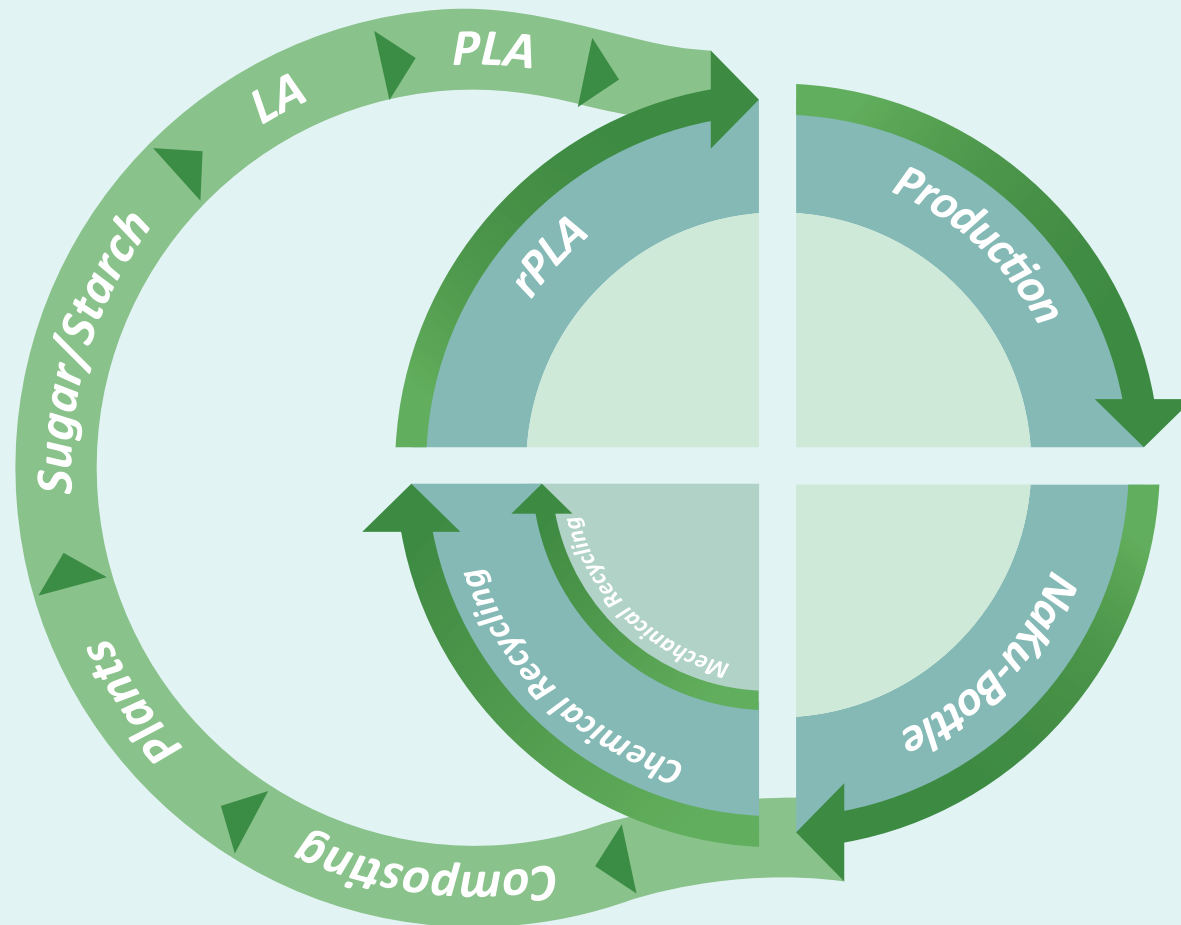 PLA
LA
Sugar/Starch
Plants
Composting
rPLA
Production
NaKu-Bottle
Chemical Recycling
Mechanical Recycling